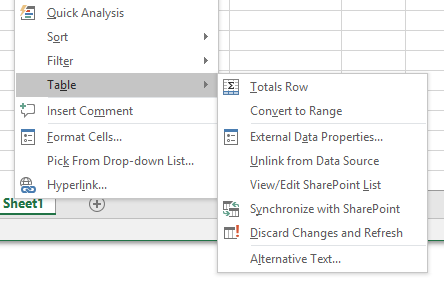 Quick Analysis
Sort
Filter
Table
Insert Comment
Format Cells...
Pick From Drop-down List...
Hyperlink...
Sheet1
Totals Row
Convert to Range
External Data Properties...
Unlink from Data Source
View/Edit SharePoint List
Synchronize with SharePoint
Discard Changes and Refresh
Alternative Text...